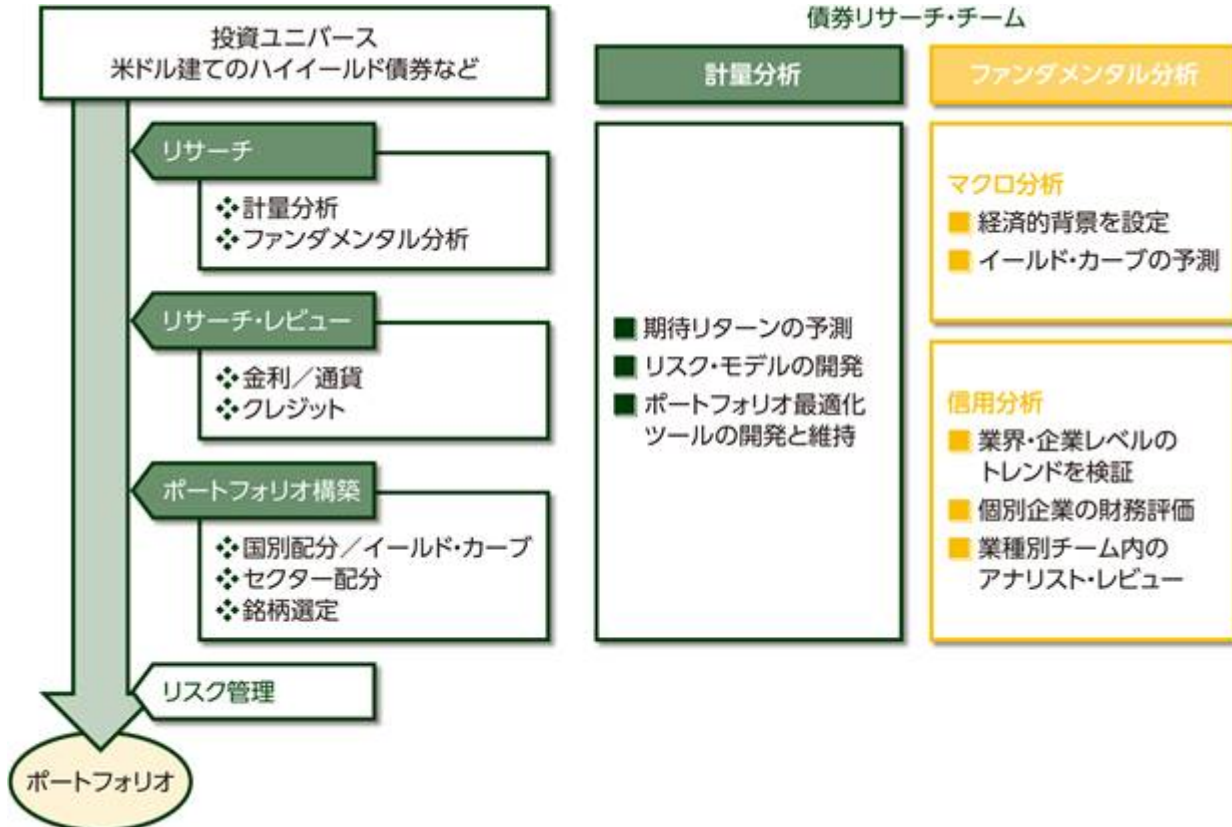 投資ユニバース
米ドル建てのハイイールド債券など
リサーチ
❖計量分析
❖ファンダメンタル分析
リサーチ・レビュー
❖金利／通貨
❖クレジット
ポートフォリオ構築
❖国別配分／イールド・カーブ
❖セクター配分
❖銘柄選定
リスク管理
ポートフォリオ
債券リサーチ・チーム
計量分析
■期待リターンの予測
■リスク・モデルの開発
■ポートフォリオ最適化
ツールの開発と維持
ファンダメンタル分析
マクロ分析
■経済的背景を設定
■イールド・カーブの予測
信用分析
■業界・企業レベルの
トレンドを検証
■個別企業の財務評価
■業種別チーム内の
アナリスト・レビュー